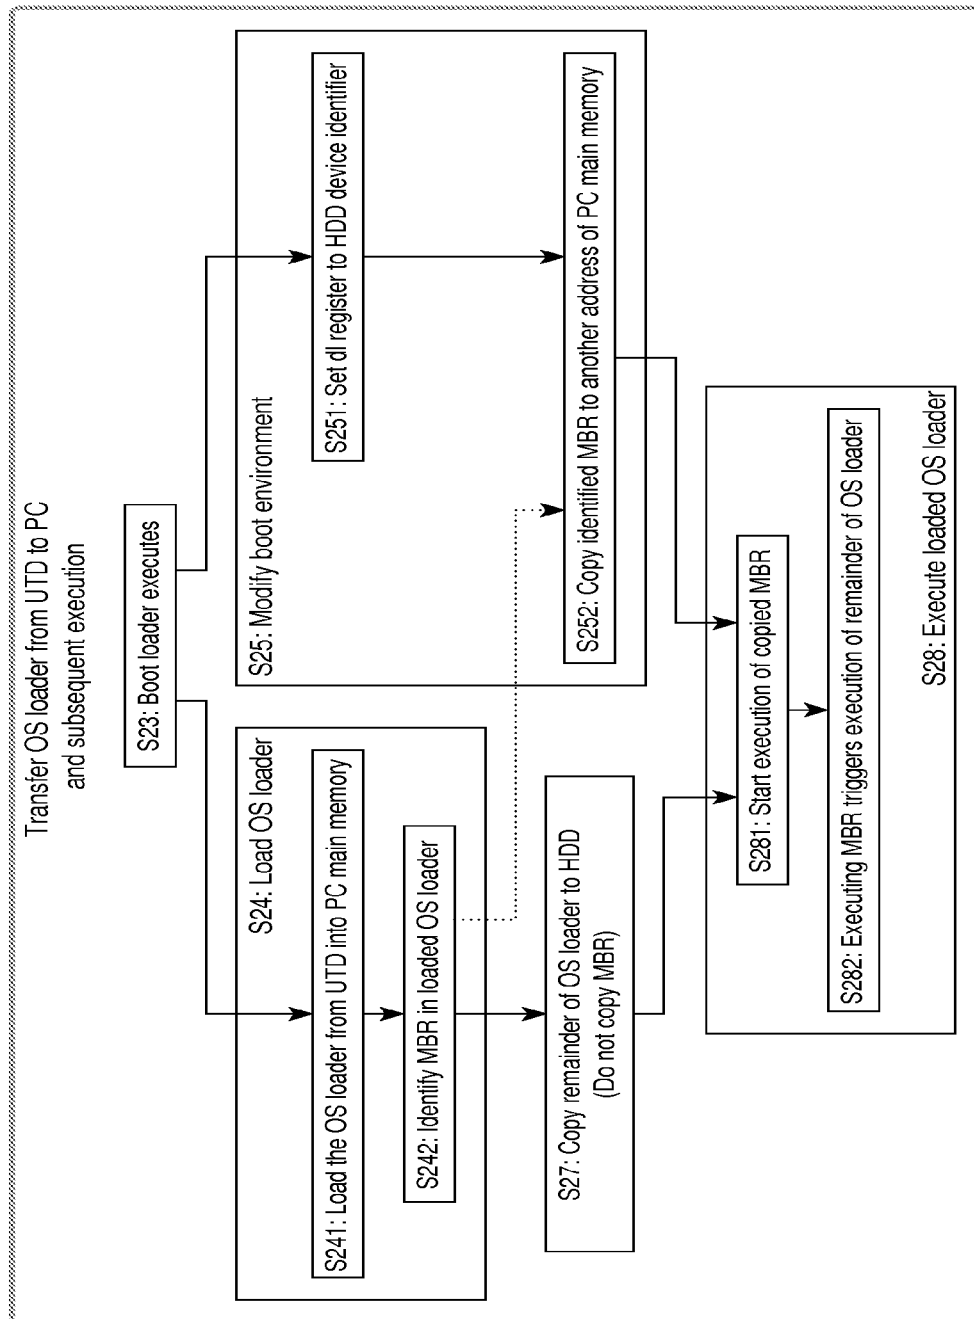 Transfer OS loader from UTD to PC
and subsequent execution
S23: Boot loader executes
S24: Load OS loader
S241: Load the OS loader from UTD into PC main memory
S242: Identify MBR in loaded OS loader
S25: Modify boot environment
S251: Set dl register to HDD device identifier
S252: Copy identified MBR to another address of PC main memory
S27: Copy remainder of OS loader to HDD
(Do not copy MBR)
S281: Start execution of copied MBR
S282: Executing MBR triggers execution of remainder of OS loader
S28: Execute loaded OS loader